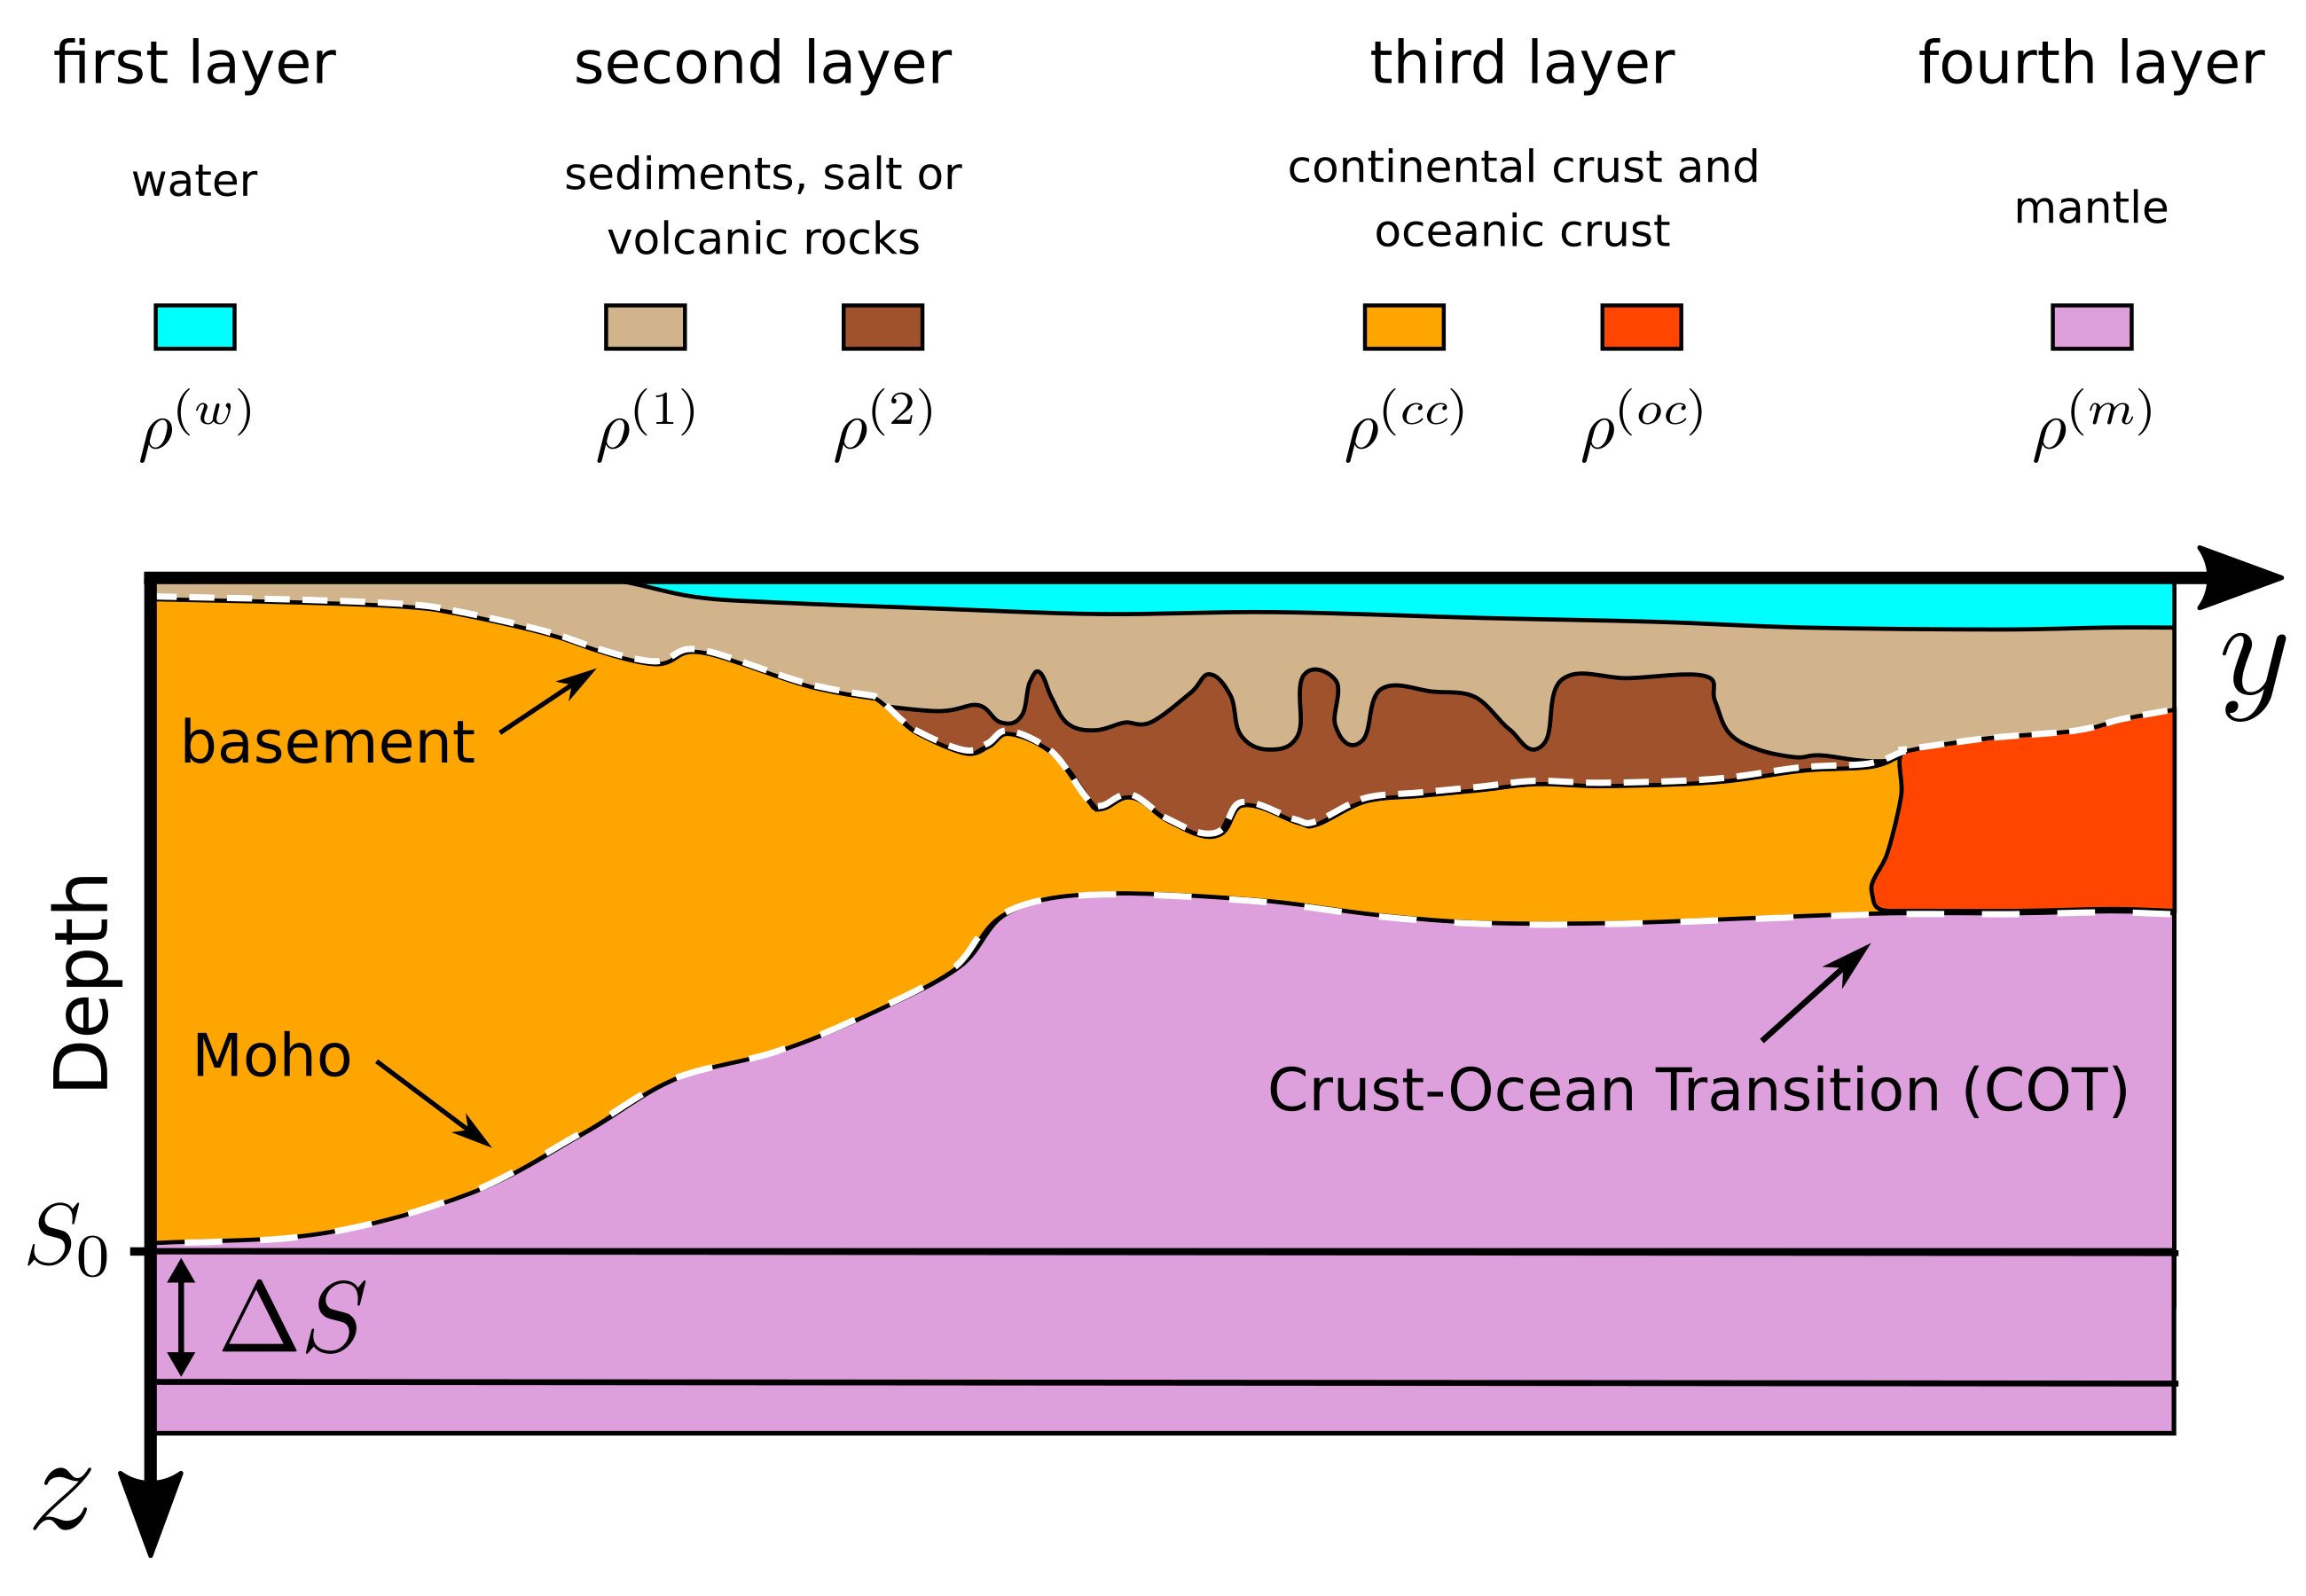 first layer
second layer
third layer
fourth layer
water
sediments, salt or
volcanic rocks
continental crust and
oceanic crust
mantle
ρ^(w)
ρ^(1)
ρ^(2)
ρ^(cc)
ρ^(oc)
ρ^(m)
y
basement
Depth
Moho
Crust-Ocean Transition (COT)
S₀
ΔS
z